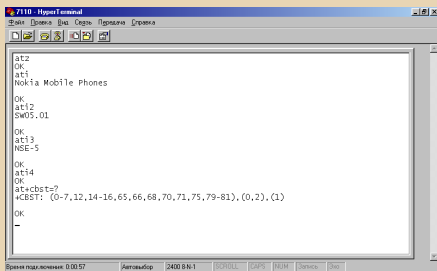 7110 - HyperTerminal
Файл Правка Вид Связь Передача Справка
atz
OK
ati
Nokia Mobile Phones
OK
ati2
SW05.01
OK
ati3
NSE-5
OK
ati4
OK
at+cbst=?
+CBST: (0-7,12,14-16,65,66,68,70,71,75,79-81),(0,2),(1)
OK
Время подключения: 0:00:57 Автовыбор 2400 8-N-1 SCROLL CAPS NUM Запись Эхо